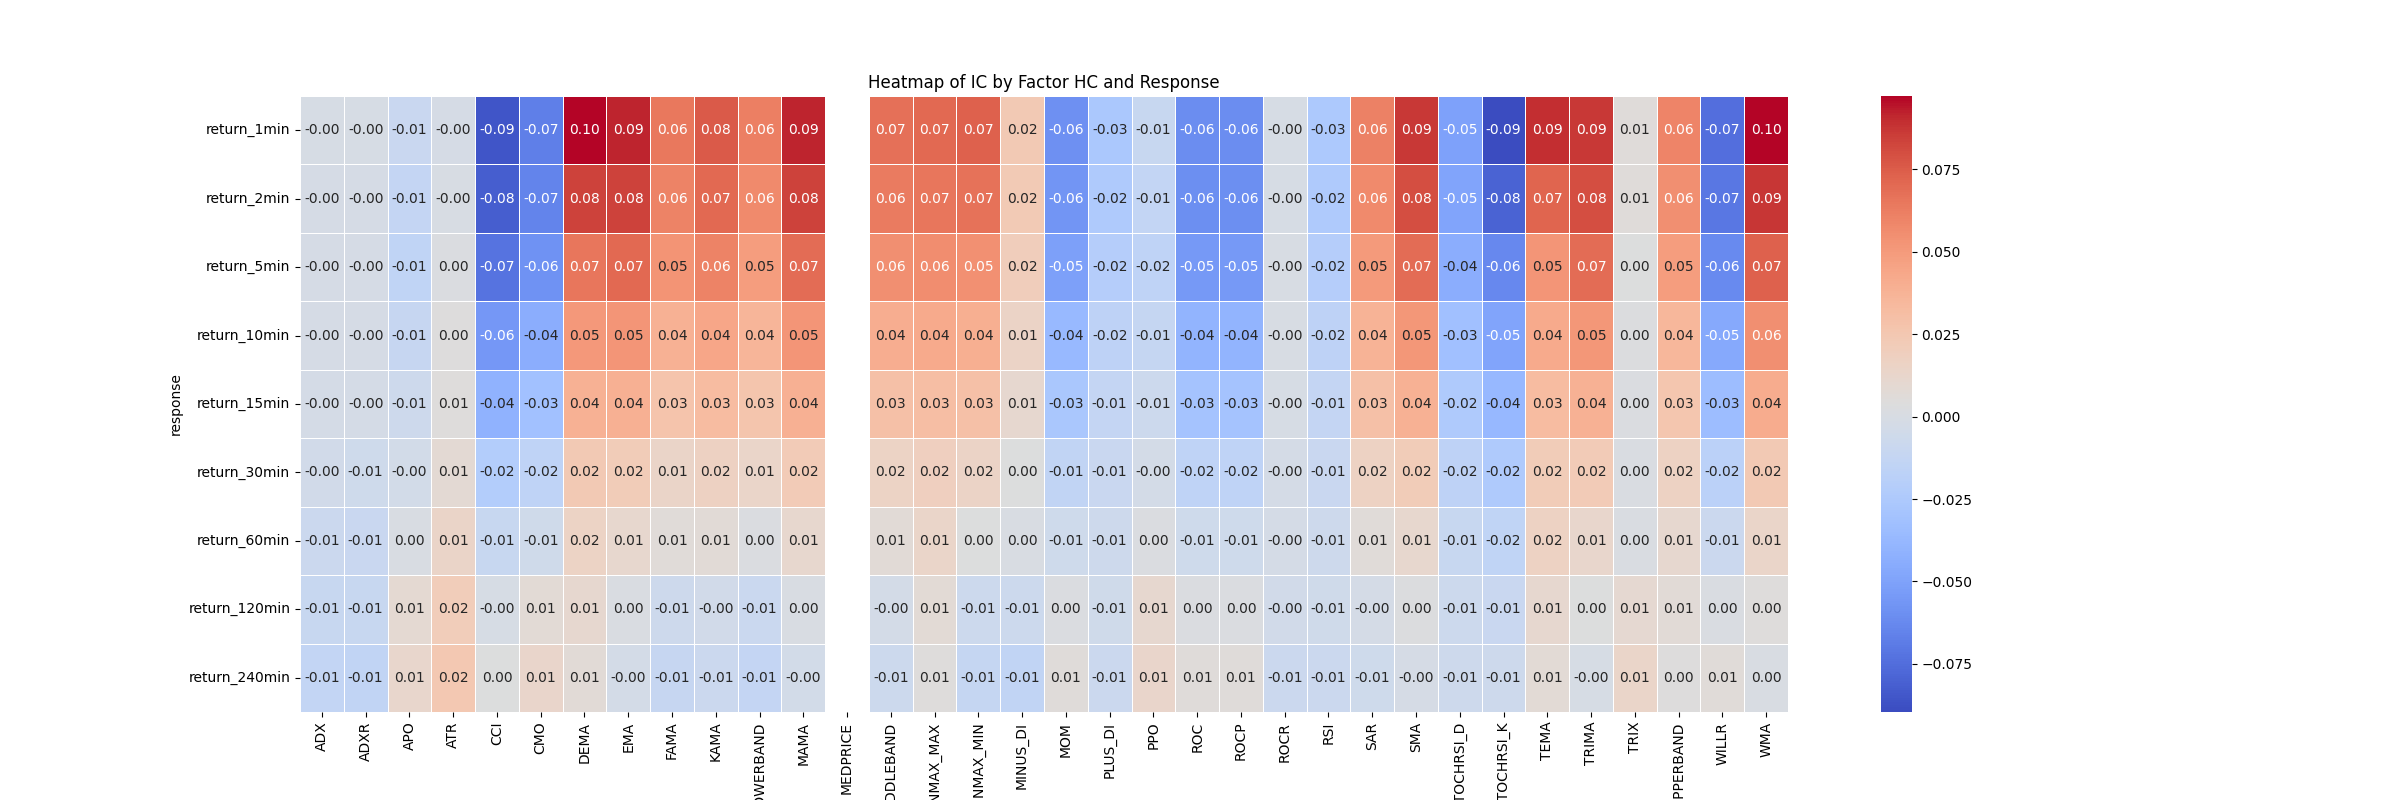 Heatmap of IC by Factor HC and Response
return_1min -0.00 -0.00 -0.01 -0.00 -0.09 -0.07 0.10 0.09 0.06 0.08 0.06 0.09 0.07 0.07 0.07 0.02 -0.06 -0.03 -0.01 -0.06 -0.06 -0.00 -0.03 0.06 0.09 -0.05 -0.09 0.09 0.09 0.01 0.06 -0.07 0.10
return_2min -0.00 -0.00 -0.01 -0.00 -0.08 -0.07 0.08 0.08 0.06 0.07 0.06 0.08 0.06 0.07 0.07 0.02 -0.06 -0.02 -0.01 -0.06 -0.06 -0.00 -0.02 0.06 0.08 -0.05 -0.08 0.07 0.08 0.01 0.06 -0.07 0.09
return_5min -0.00 -0.00 -0.01 0.00 -0.07 -0.06 0.07 0.07 0.05 0.06 0.05 0.07 0.06 0.06 0.05 0.02 -0.05 -0.02 -0.02 -0.05 -0.05 -0.00 -0.02 0.05 0.07 -0.04 -0.06 0.05 0.07 0.00 0.05 -0.06 0.07
return_10min -0.00 -0.00 -0.01 0.00 -0.06 -0.04 0.05 0.05 0.04 0.04 0.04 0.05 0.04 0.04 0.04 0.01 -0.04 -0.02 -0.01 -0.04 -0.04 -0.00 -0.02 0.04 0.05 -0.03 -0.05 0.04 0.05 0.00 0.04 -0.05 0.06
return_15min -0.00 -0.00 -0.01 0.01 -0.04 -0.03 0.04 0.04 0.03 0.03 0.03 0.04 0.03 0.03 0.03 0.01 -0.03 -0.01 -0.01 -0.03 -0.03 -0.00 -0.01 0.03 0.04 -0.02 -0.04 0.03 0.04 0.00 0.03 -0.03 0.04
return_30min -0.00 -0.01 -0.00 0.01 -0.02 -0.02 0.02 0.02 0.01 0.02 0.01 0.02 0.02 0.02 0.02 0.00 -0.01 -0.01 -0.00 -0.02 -0.02 -0.00 -0.01 0.02 0.02 -0.02 -0.02 0.02 0.02 0.00 0.02 -0.02 0.02
return_60min -0.01 -0.01 0.00 0.01 -0.01 -0.01 0.02 0.01 0.01 0.01 0.00 0.01 0.01 0.01 0.00 0.00 -0.01 -0.01 0.00 -0.01 -0.01 -0.00 -0.01 0.01 0.01 -0.01 -0.02 0.02 0.01 0.00 0.01 -0.01 0.01
return_120min -0.01 -0.01 0.01 0.02 -0.00 0.01 0.01 0.00 -0.01 -0.00 -0.01 0.00 -0.00 0.01 -0.01 -0.01 0.00 -0.01 0.01 0.00 0.00 -0.00 -0.01 -0.00 0.00 -0.01 -0.01 0.01 0.00 0.01 0.01 0.00 0.00
return_240min -0.01 -0.01 0.01 0.02 0.00 0.01 0.01 -0.00 -0.01 -0.01 -0.01 -0.00 -0.01 0.01 -0.01 -0.01 0.01 -0.01 0.01 0.01 0.01 -0.01 -0.01 -0.01 -0.00 -0.01 -0.01 0.01 -0.00 0.01 0.00 0.01 0.00
response
ADX ADXR APO ATR CCI CMO DEMA EMA FAMA KAMA OWERBAND MAMA MEDPRICE DDLEBAND NMAX_MAX NMAX_MIN MINUS_DI MOM PLUS_DI PPO ROC ROCP ROCR RSI SAR SMA TOCHRSI_D TOCHRSI_K TEMA TRIMA TRIX PPERBAND WILLR WMA
0.075
0.050
0.025
0.000
−0.025
−0.050
−0.075